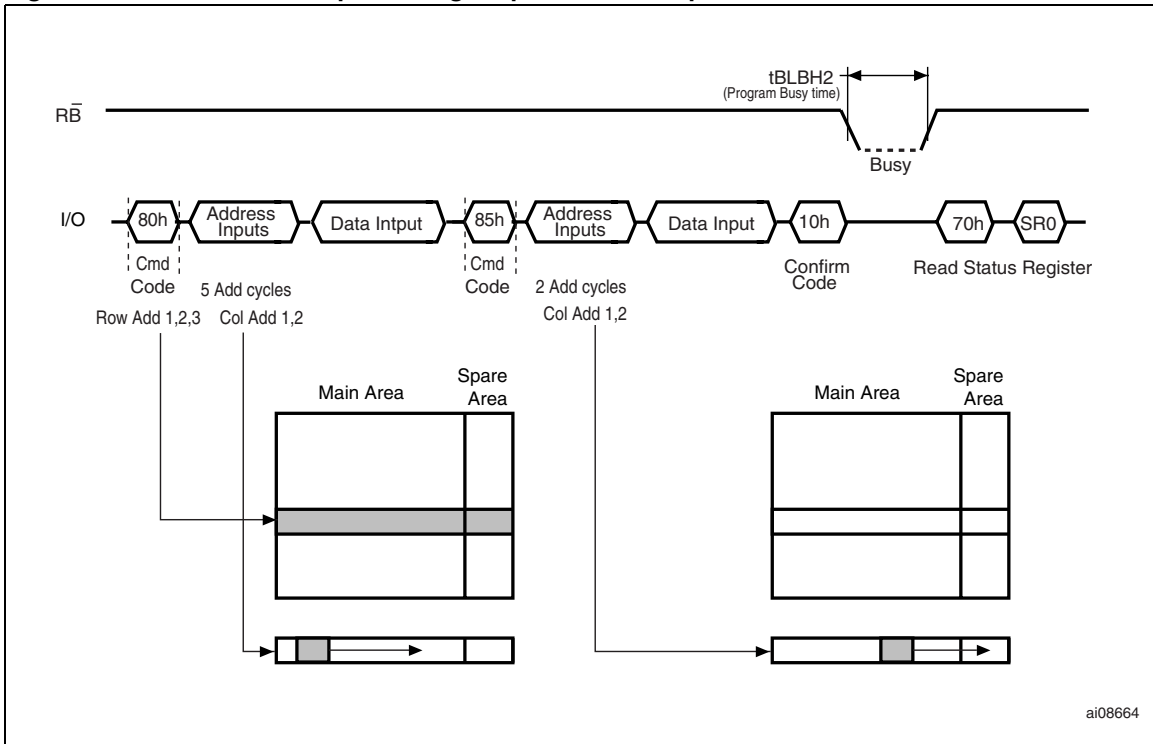 tBLBH2
(Program Busy time)
RB̅
Busy
I/O
80h
Address
Inputs
Data Intput
85h
Address
Inputs
Data Input
10h
70h
SR0
Cmd
Code
Cmd
Code
Confirm
Code
Read Status Register
5 Add cycles
2 Add cycles
Row Add 1,2,3
Col Add 1,2
Col Add 1,2
Main Area
Spare
Area
Main Area
Spare
Area
ai08664